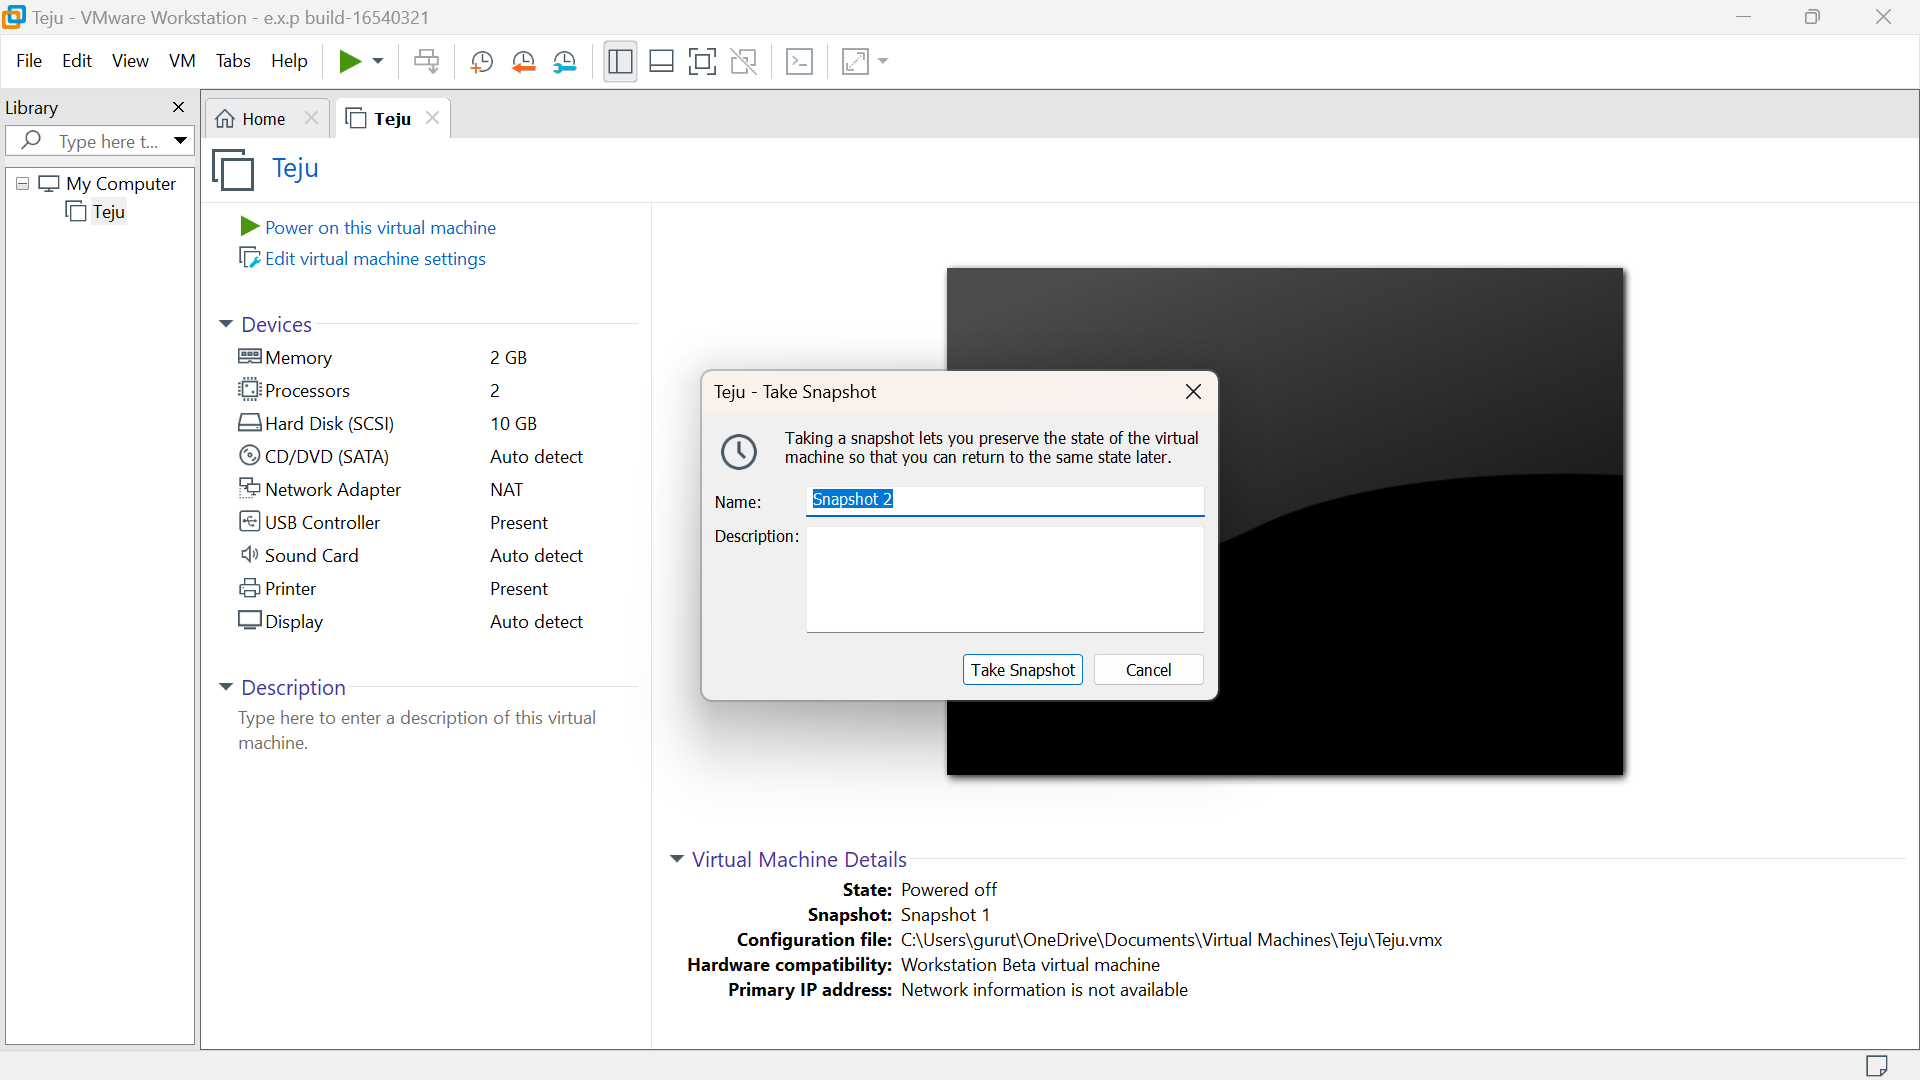 Teju - VMware Workstation - e.x.p build-16540321
File Edit View VM Tabs Help
Library
Type here t...
My Computer
Teju
Home
Teju
Teju
Power on this virtual machine
Edit virtual machine settings
Devices
Memory 2 GB
Processors 2
Hard Disk (SCSI) 10 GB
CD/DVD (SATA) Auto detect
Network Adapter NAT
USB Controller Present
Sound Card Auto detect
Printer Present
Display Auto detect
Description
Type here to enter a description of this virtual
machine.
Teju - Take Snapshot
Taking a snapshot lets you preserve the state of the virtual
machine so that you can return to the same state later.
Name: Snapshot 2
Description:
Take Snapshot Cancel
Virtual Machine Details
State: Powered off
Snapshot: Snapshot 1
Configuration file: C:\Users\gurut\OneDrive\Documents\Virtual Machines\Teju\Teju.vmx
Hardware compatibility: Workstation Beta virtual machine
Primary IP address: Network information is not available